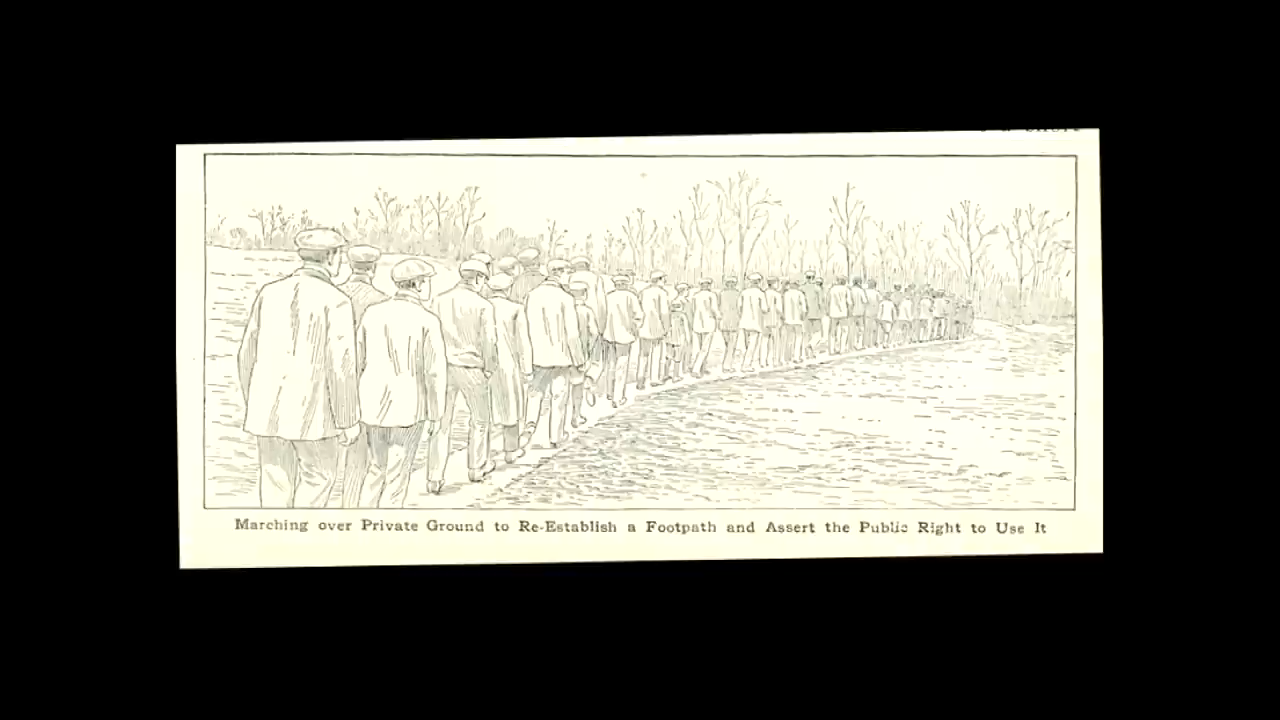 Marching over Private Ground to Re-Establish a Footpath and Assert the Public Right to Use It